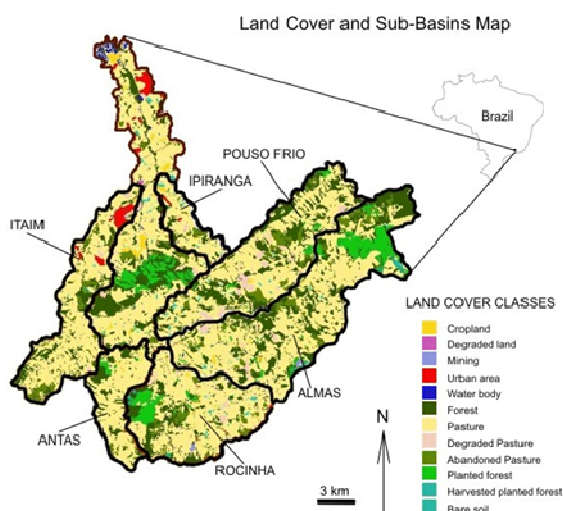 Land Cover and Sub-Basins Map
Brazil
POUSO FRIO
IPIRANGA
ITAIM
LAND COVER CLASSES
Cropland
Degraded land
Mining
Urban area
Water body
Forest
Pasture
Degraded Pasture
Abandoned Pasture
Planted forest
Harvested planted forest
Bare soil
ALMAS
N
ANTAS
ROCINHA
3 km